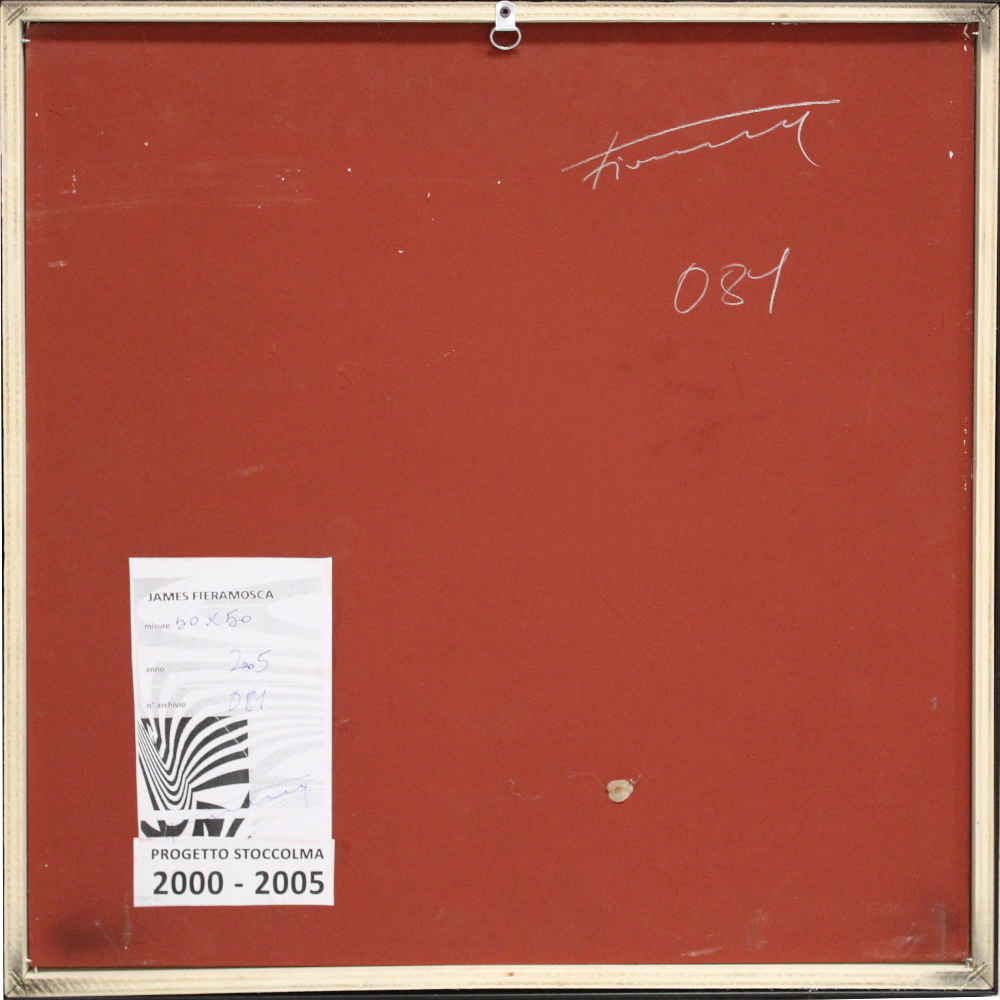 081
JAMES FIERAMOSCA
misure 50 x 50
anno 2005
n° archivio 081
PROGETTO STOCCOLMA
2000 - 2005